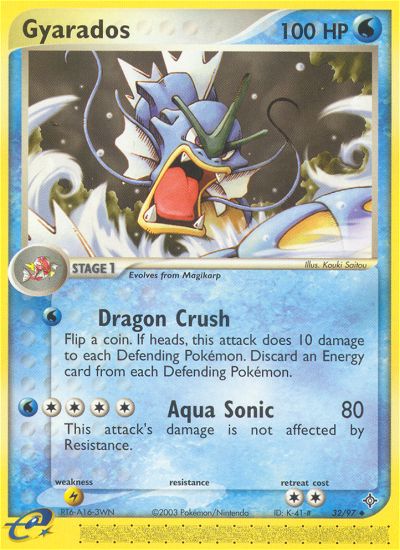 Gyarados 100 HP
Illus. Kouki Saitou
STAGE 1
Evolves from Magikarp
Dragon Crush
Flip a coin. If heads, this attack does 10 damage
to each Defending Pokémon. Discard an Energy
card from each Defending Pokémon.
Aqua Sonic 80
This attack's damage is not affected by
Resistance.
weakness resistance retreat cost
RT6-A16-3WN ©2003 Pokémon/Nintendo ID: K-41-# 32/97
e